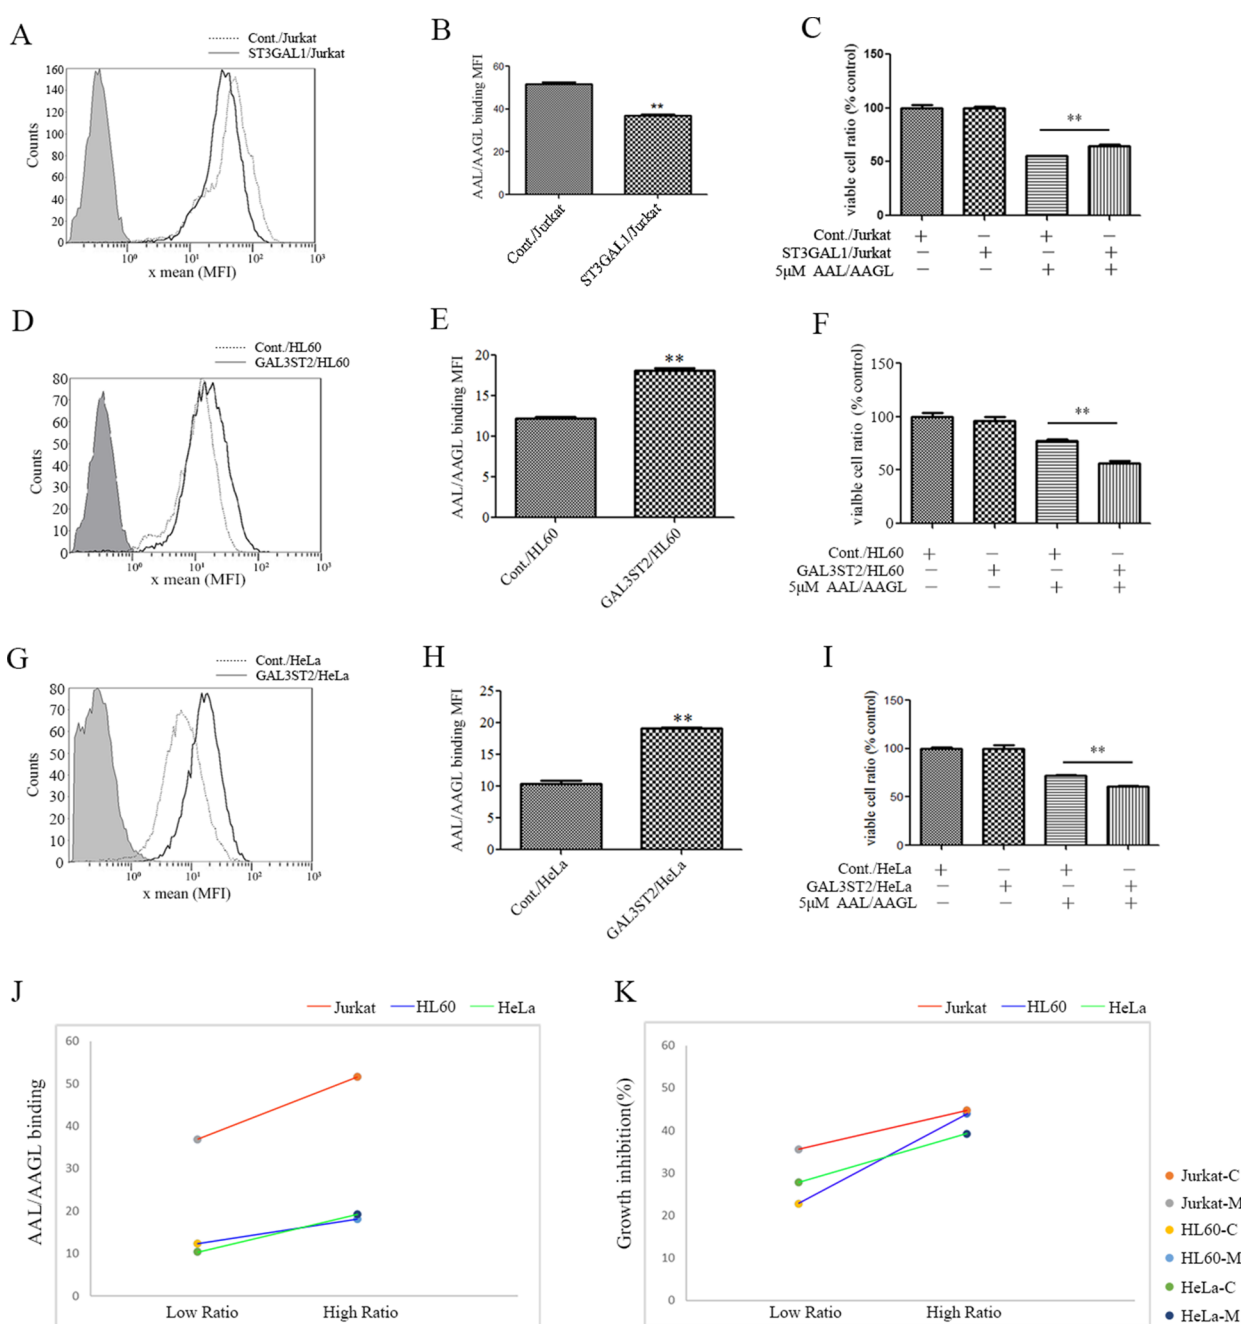 A
Cont./Jurkat
ST3GAL1/Jurkat
160
140
120
100
80
60
40
20
0
Counts
10⁰ 10¹ 10² 10³
x mean (MFI)
B
AAL/AAGL binding MFI
60
40
20
0
**
Cont./Jurkat
ST3GAL1/Jurkat
C
viable cell ratio (% control)
150
100
50
0
**
Cont./Jurkat + − + −
ST3GAL1/Jurkat − + − +
5μM AAL/AAGL − − + +
D
Cont./HL60
GAL3ST2/HL60
80
70
60
50
40
30
20
10
0
Counts
10⁰ 10¹ 10² 10³
x mean (MFI)
E
AAL/AAGL binding MFI
20
15
10
5
0
**
Cont./HL60
GAL3ST2/HL60
F
vialble cell ratio (% control)
150
100
50
0
**
Cont./HL60 + − + −
GAL3ST2/HL60 − + − +
5μM AAL/AAGL − − + +
G
Cont./HeLa
GAL3ST2/HeLa
80
70
60
50
40
30
20
10
0
Counts
10⁰ 10¹ 10² 10³
x mean (MFI)
H
AAL/AAGL binding MFI
25
20
15
10
5
0
**
Cont./HeLa
GAL3ST2/HeLa
I
viable cell ratio (% control)
150
100
50
0
**
Cont./HeLa + − + −
GAL3ST2/HeLa − + − +
5μM AAL/AAGL − − + +
J
Jurkat HL60 HeLa
AAL/AAGL binding
60
50
40
30
20
10
0
Low Ratio High Ratio
K
Jurkat HL60 HeLa
Growth inhibition(%)
60
50
40
30
20
10
0
Low Ratio High Ratio
Jurkat-C
Jurkat-M
HL60-C
HL60-M
HeLa-C
HeLa-M